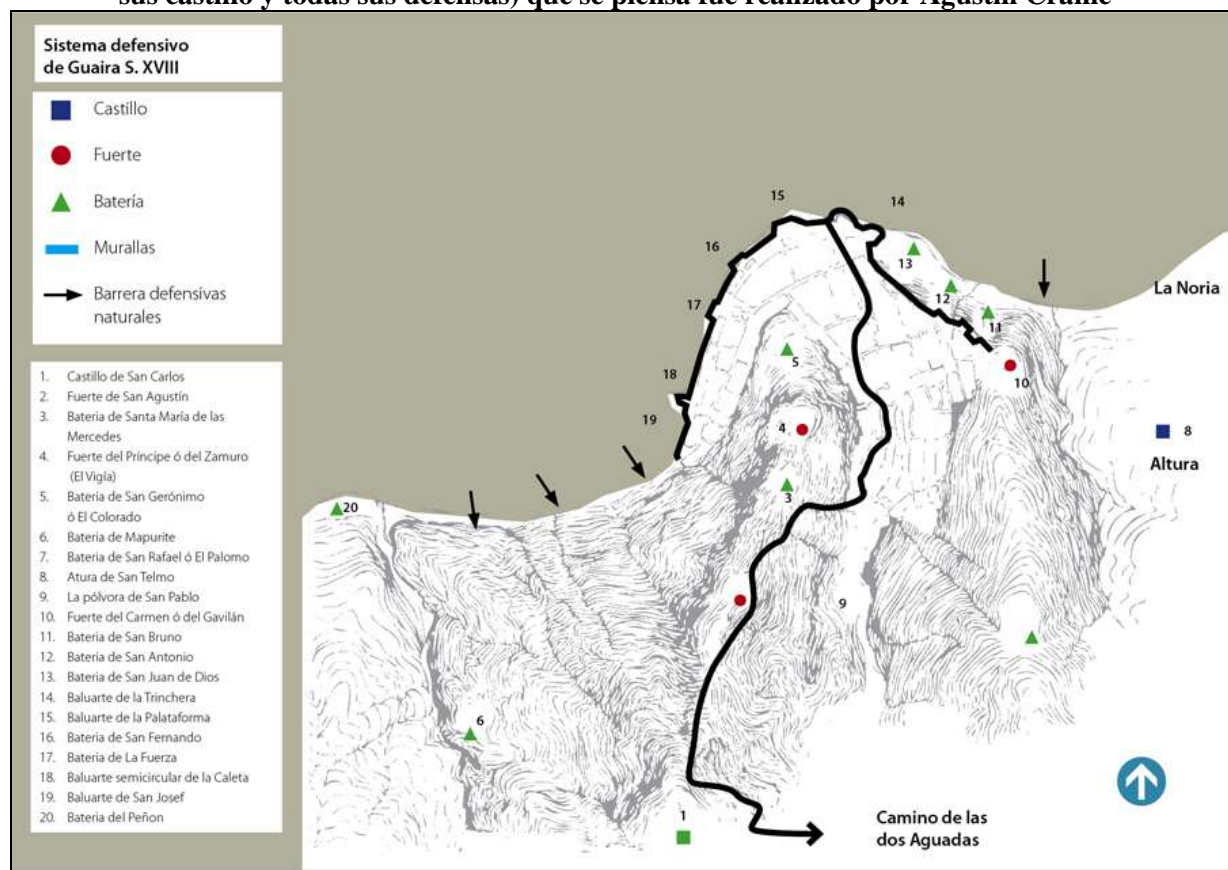 sus castillo y todas sus defensas) que se piensa fue realizado por Agustín Crame
Sistema defensivo
de Guaira S. XVIII
Castillo
Fuerte
Batería
Murallas
Barrera defensivas
naturales
1. Castillo de San Carlos
2. Fuerte de San Agustín
3. Bateria de Santa María de las
Mercedes
4. Fuerte del Príncipe ó del Zamuro
(El Vigía)
5. Batería de San Gerónimo
ó El Colorado
6. Bateria de Mapurite
7. Bateria de San Rafael ó El Palomo
8. Atura de San Telmo
9. La pólvora de San Pablo
10. Fuerte del Carmen ó del Gavilán
11. Bateria de San Bruno
12. Bateria de San Antonio
13. Bateria de San Juan de Dios
14. Baluarte de la Trinchera
15. Baluarte de la Palataforma
16. Bateria de San Fernando
17. Bateria de La Fuerza
18. Baluarte semicircular de la Caleta
19. Baluarte de San Josef
20. Bateria del Peñon
15
14
16
13
17
12
La Noria
11
5
18
10
19
4
8
Altura
3
20
9
6
1
Camino de las
dos Aguadas